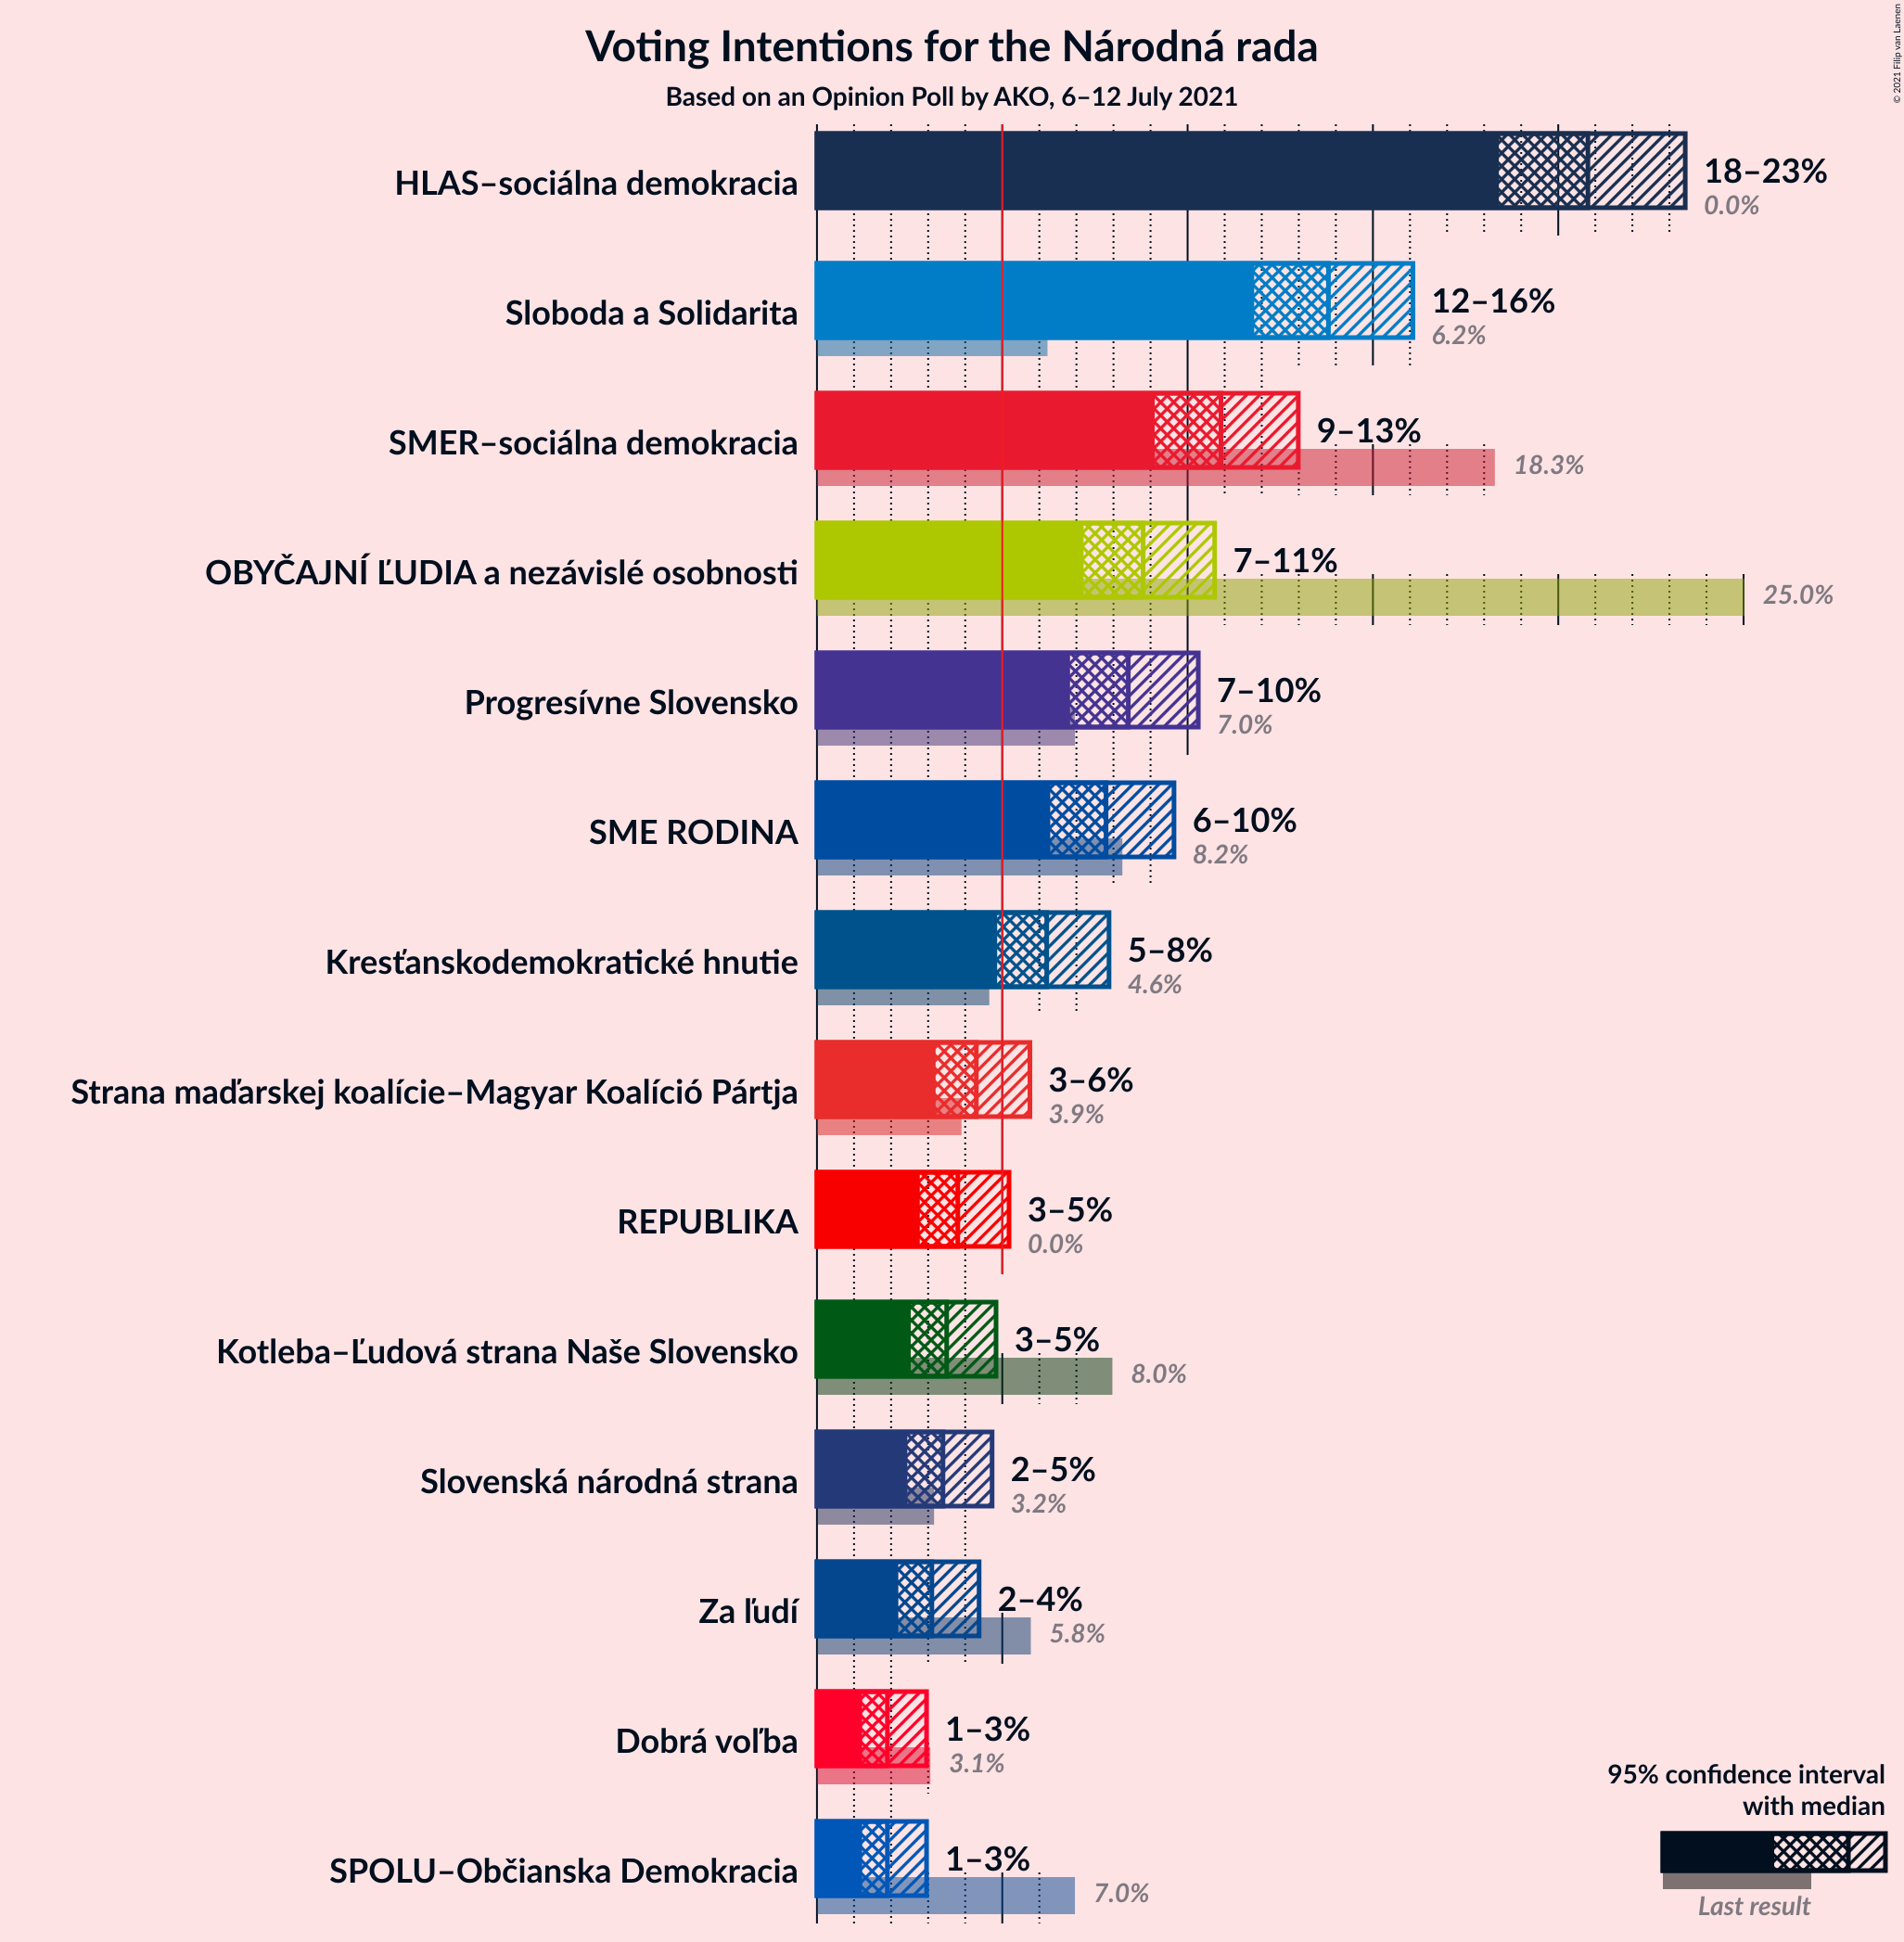 Voting Intentions for the Národná rada
Based on an Opinion Poll by AKO, 6–12 July 2021
© 2021 Filip van Laenen
HLAS–sociálna demokracia
18–23%
0.0%
Sloboda a Solidarita
12–16%
6.2%
SMER–sociálna demokracia
9–13%
18.3%
OBYČAJNÍ ĽUDIA a nezávislé osobnosti
7–11%
25.0%
Progresívne Slovensko
7–10%
7.0%
SME RODINA
6–10%
8.2%
Kresťanskodemokratické hnutie
5–8%
4.6%
Strana maďarskej koalície–Magyar Koalíció Pártja
3–6%
3.9%
REPUBLIKA
3–5%
0.0%
Kotleba–Ľudová strana Naše Slovensko
3–5%
8.0%
Slovenská národná strana
2–5%
3.2%
Za ľudí
2–4%
5.8%
Dobrá voľba
1–3%
3.1%
SPOLU–Občianska Demokracia
1–3%
7.0%
95% confidence interval
with median
Last result